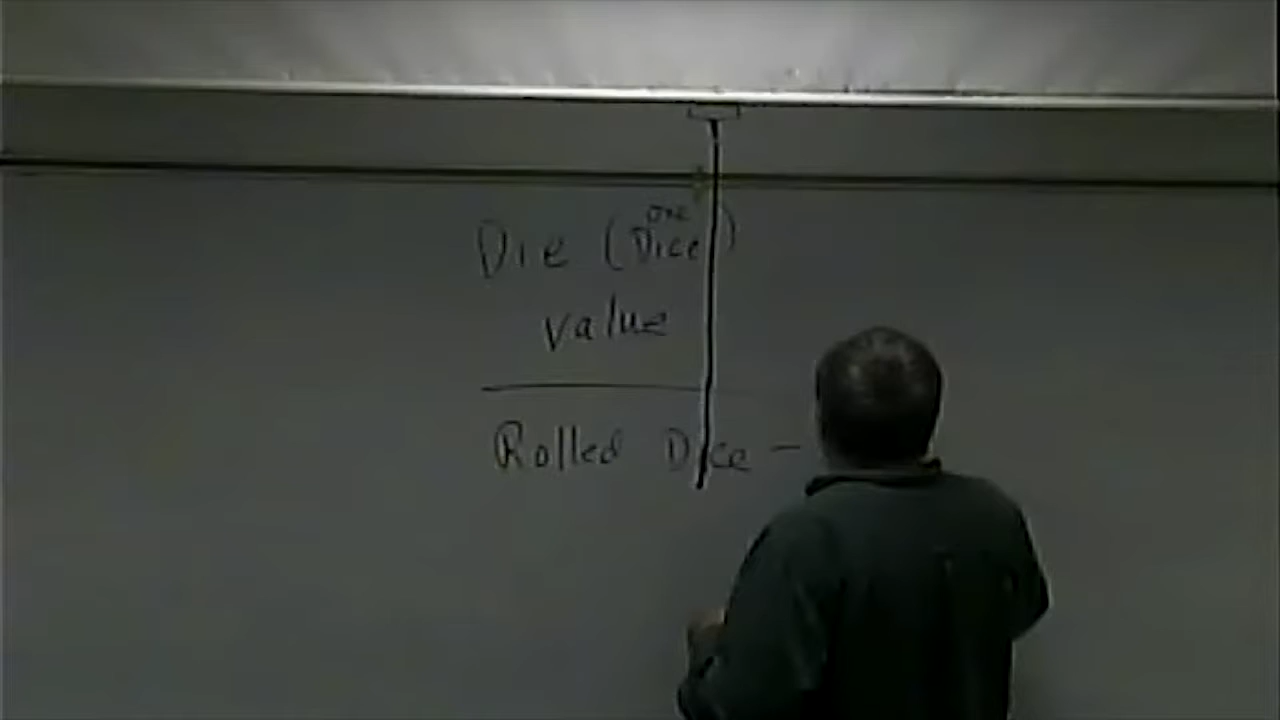 one
Die (Dice)
value
Rolled Dice –